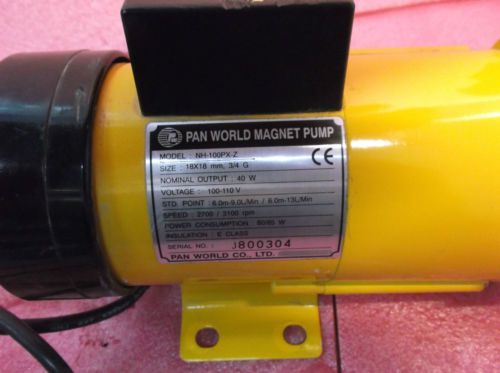 PAN WORLD MAGNET PUMP
MODEL : NH-100PX-Z
CE
SIZE : 18X18 mm, 3/4 G
NOMINAL OUTPUT : 40 W
VOLTAGE : 100-110 V
STD. POINT : 6.0m-9.0L/Min / 6.0m-13L/Min
SPEED : 2700 / 3100 rpm
POWER CONSUMPTION : 60/65 W
INSULATION : E CLASS
SERIAL NO. : J800304
PAN WORLD CO., LTD.